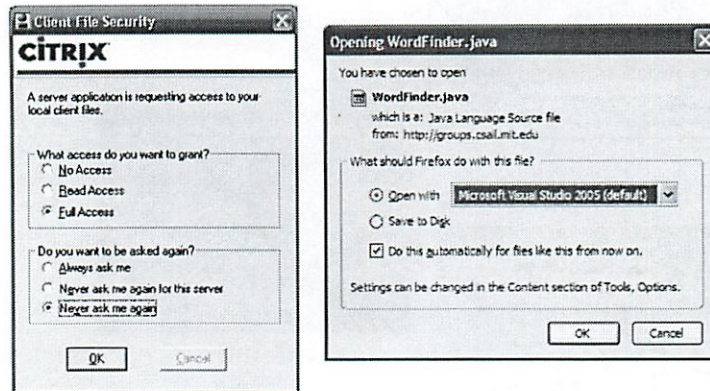 Client File Security
CİTRIX
A server application is requesting access to your
local client files.
What access do you want to grant?
No Access
Read Access
Full Access
Do you want to be asked again?
Always ask me
Never ask me again for this server
Never ask me again
OK
Cancel
Opening WordFinder.java
You have chosen to open
WordFinder.java
which is a: Java Language Source file
from: http://groups.csail.mit.edu
What should Firefox do with this file?
Open with Microsoft Visual Studio 2005 (default)
Save to Disk
Do this automatically for files like this from now on.
Settings can be changed in the Content section of Tools, Options.
OK Cancel